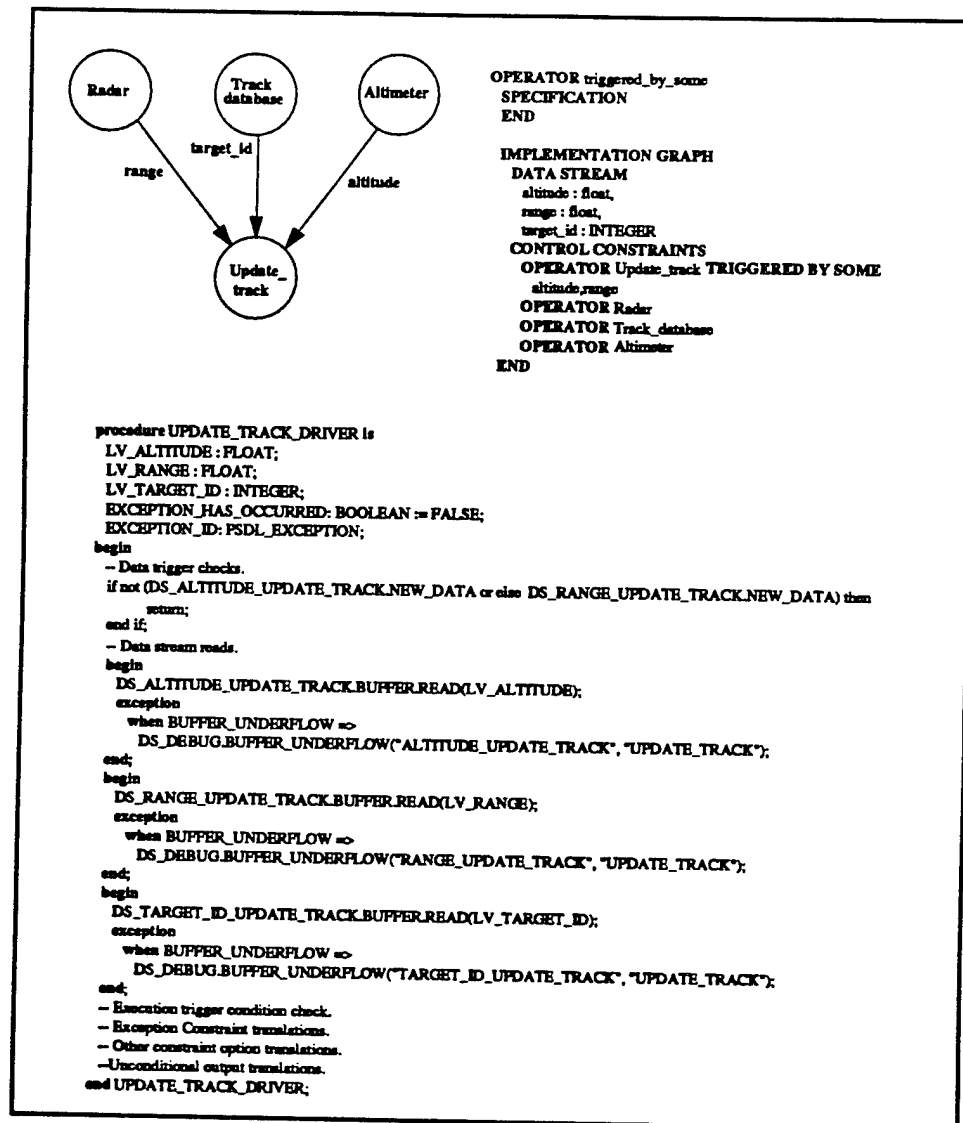 Radar
Track
database
Altimeter
target_id
range
altitude
Update_
track
OPERATOR triggered_by_some
SPECIFICATION
END
IMPLEMENTATION GRAPH
DATA STREAM
altitude : float,
range : float,
target_id : INTEGER
CONTROL CONSTRAINTS
OPERATOR Update_track TRIGGERED BY SOME
altitude,range
OPERATOR Radar
OPERATOR Track_database
OPERATOR Altimeter
END
procedure UPDATE_TRACK_DRIVER is
LV_ALTITUDE : FLOAT;
LV_RANGE : FLOAT;
LV_TARGET_ID : INTEGER;
EXCEPTION_HAS_OCCURRED: BOOLEAN := FALSE;
EXCEPTION_ID: PSDL_EXCEPTION;
begin
-- Data trigger checks.
if not (DS_ALTITUDE_UPDATE_TRACK.NEW_DATA or else DS_RANGE_UPDATE_TRACK.NEW_DATA) then
return;
end if;
-- Data stream reads.
begin
DS_ALTITUDE_UPDATE_TRACK.BUFFER.READ(LV_ALTITUDE);
exception
when BUFFER_UNDERFLOW =>
DS_DEBUG.BUFFER_UNDERFLOW("ALTITUDE_UPDATE_TRACK", "UPDATE_TRACK");
end;
begin
DS_RANGE_UPDATE_TRACK.BUFFER.READ(LV_RANGE);
exception
when BUFFER_UNDERFLOW =>
DS_DEBUG.BUFFER_UNDERFLOW("RANGE_UPDATE_TRACK", "UPDATE_TRACK");
end;
begin
DS_TARGET_ID_UPDATE_TRACK.BUFFER.READ(LV_TARGET_ID);
exception
when BUFFER_UNDERFLOW =>
DS_DEBUG.BUFFER_UNDERFLOW("TARGET_ID_UPDATE_TRACK", "UPDATE_TRACK");
end;
-- Execution trigger condition check.
-- Exception Constraint translations.
-- Other constraint option translations.
--Unconditional output translations.
end UPDATE_TRACK_DRIVER;